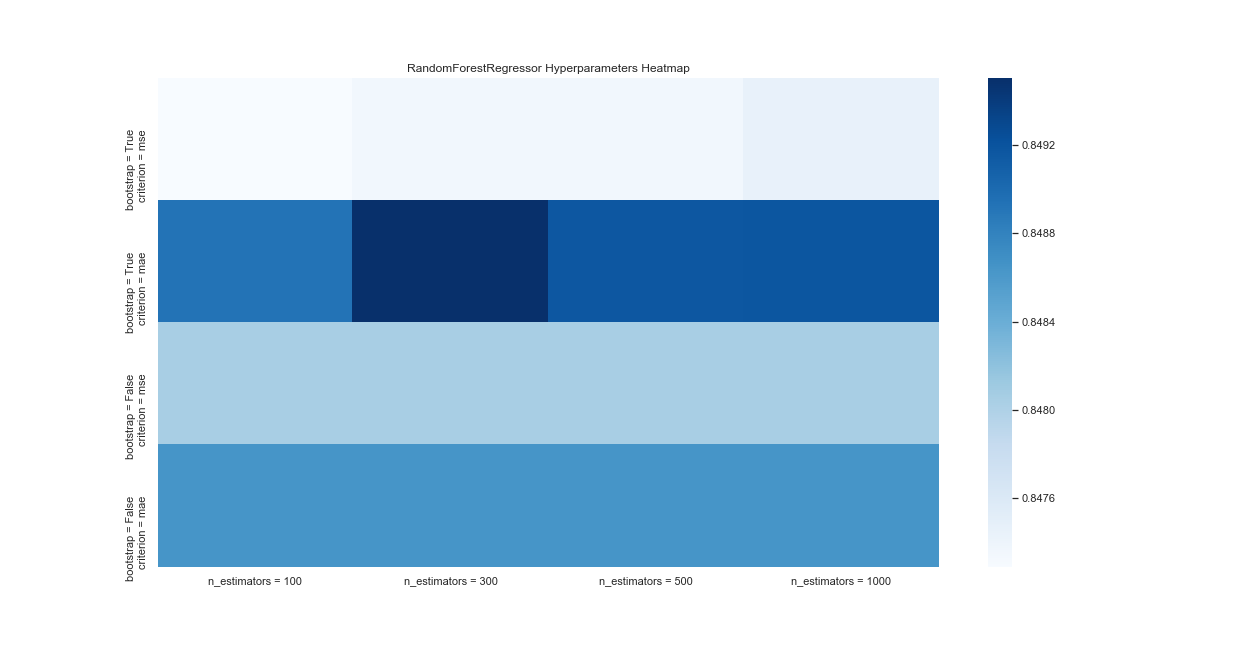 RandomForestRegressor Hyperparameters Heatmap
bootstrap = True
criterion = mse
bootstrap = True
criterion = mae
bootstrap = False
criterion = mse
bootstrap = False
criterion = mae
n_estimators = 100
n_estimators = 300
n_estimators = 500
n_estimators = 1000
0.8492
0.8488
0.8484
0.8480
0.8476